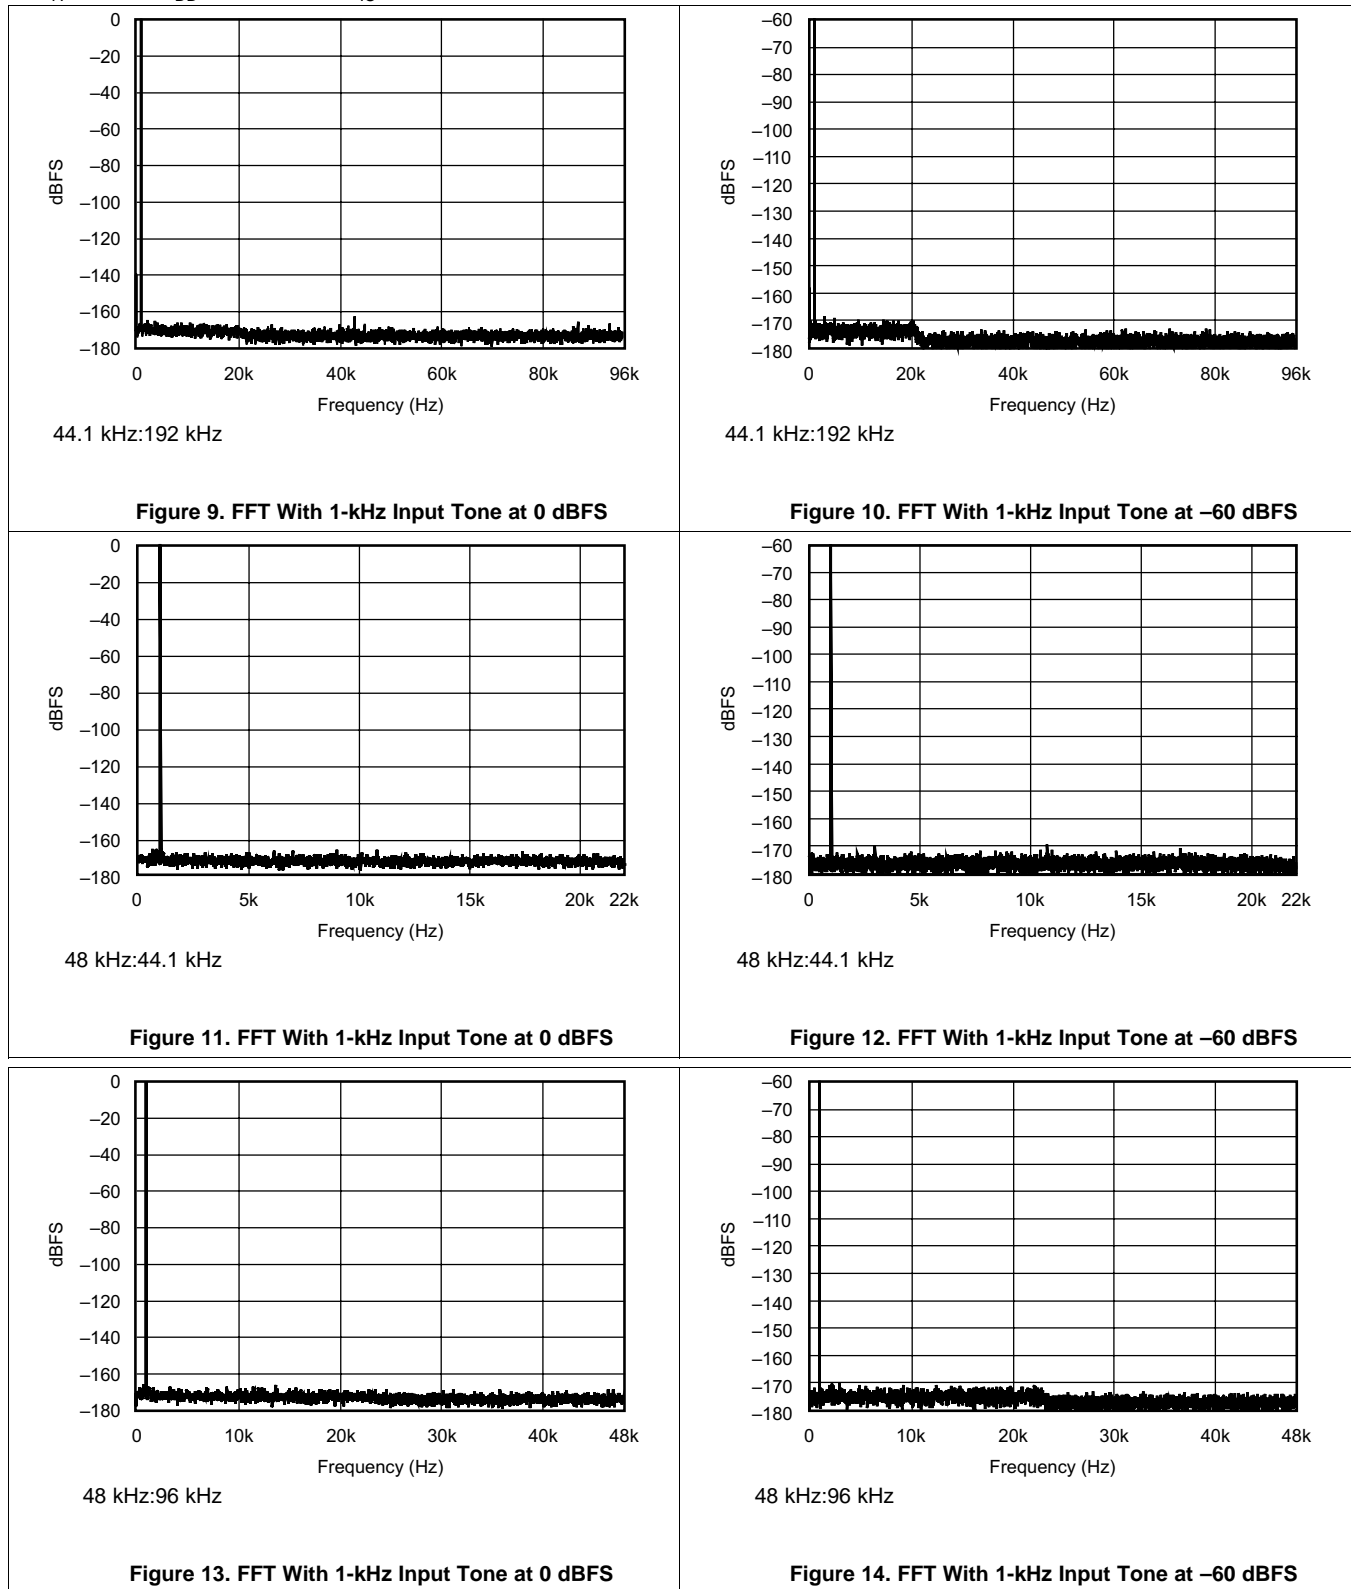 0
–20
–40
–60
–80
–100
–120
–140
–160
–180
dBFS
0 20k 40k 60k 80k 96k
Frequency (Hz)
44.1 kHz:192 kHz
Figure 9. FFT With 1-kHz Input Tone at 0 dBFS
–60
–70
–80
–90
–100
–110
–120
–130
–140
–150
–160
–170
–180
dBFS
0 20k 40k 60k 80k 96k
Frequency (Hz)
44.1 kHz:192 kHz
Figure 10. FFT With 1-kHz Input Tone at –60 dBFS
0
–20
–40
–60
–80
–100
–120
–140
–160
–180
dBFS
0 5k 10k 15k 20k 22k
Frequency (Hz)
48 kHz:44.1 kHz
Figure 11. FFT With 1-kHz Input Tone at 0 dBFS
–60
–70
–80
–90
–100
–110
–120
–130
–140
–150
–160
–170
–180
dBFS
0 5k 10k 15k 20k 22k
Frequency (Hz)
48 kHz:44.1 kHz
Figure 12. FFT With 1-kHz Input Tone at –60 dBFS
0
–20
–40
–60
–80
–100
–120
–140
–160
–180
dBFS
0 10k 20k 30k 40k 48k
Frequency (Hz)
48 kHz:96 kHz
Figure 13. FFT With 1-kHz Input Tone at 0 dBFS
–60
–70
–80
–90
–100
–110
–120
–130
–140
–150
–160
–170
–180
dBFS
0 10k 20k 30k 40k 48k
Frequency (Hz)
48 kHz:96 kHz
Figure 14. FFT With 1-kHz Input Tone at –60 dBFS